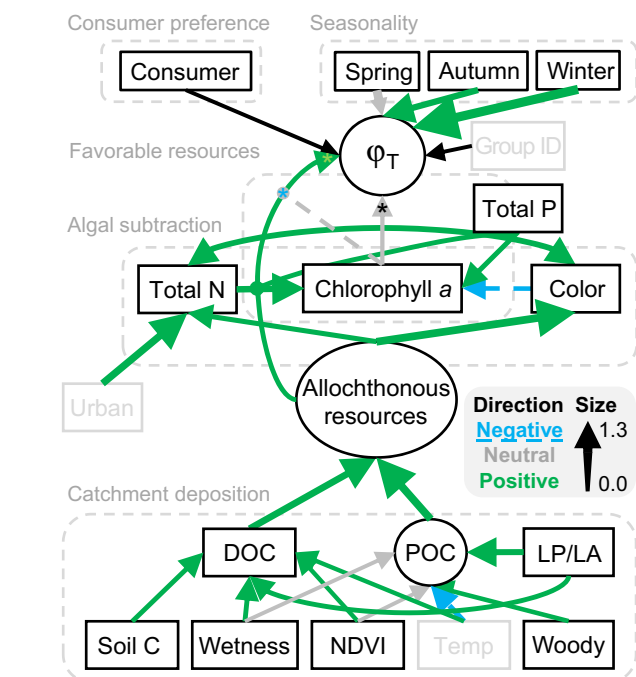 Consumer preference
Seasonality
Consumer
Spring
Autumn
Winter
Favorable resources
φT
Group ID
*
*
*
Total P
Algal subtraction
Total N
Chlorophyll a
Color
Urban
Allochthonous
resources
Direction Size
Negative 1.3
Neutral
Positive 0.0
Catchment deposition
DOC
POC
LP/LA
Soil C
Wetness
NDVI
Temp
Woody